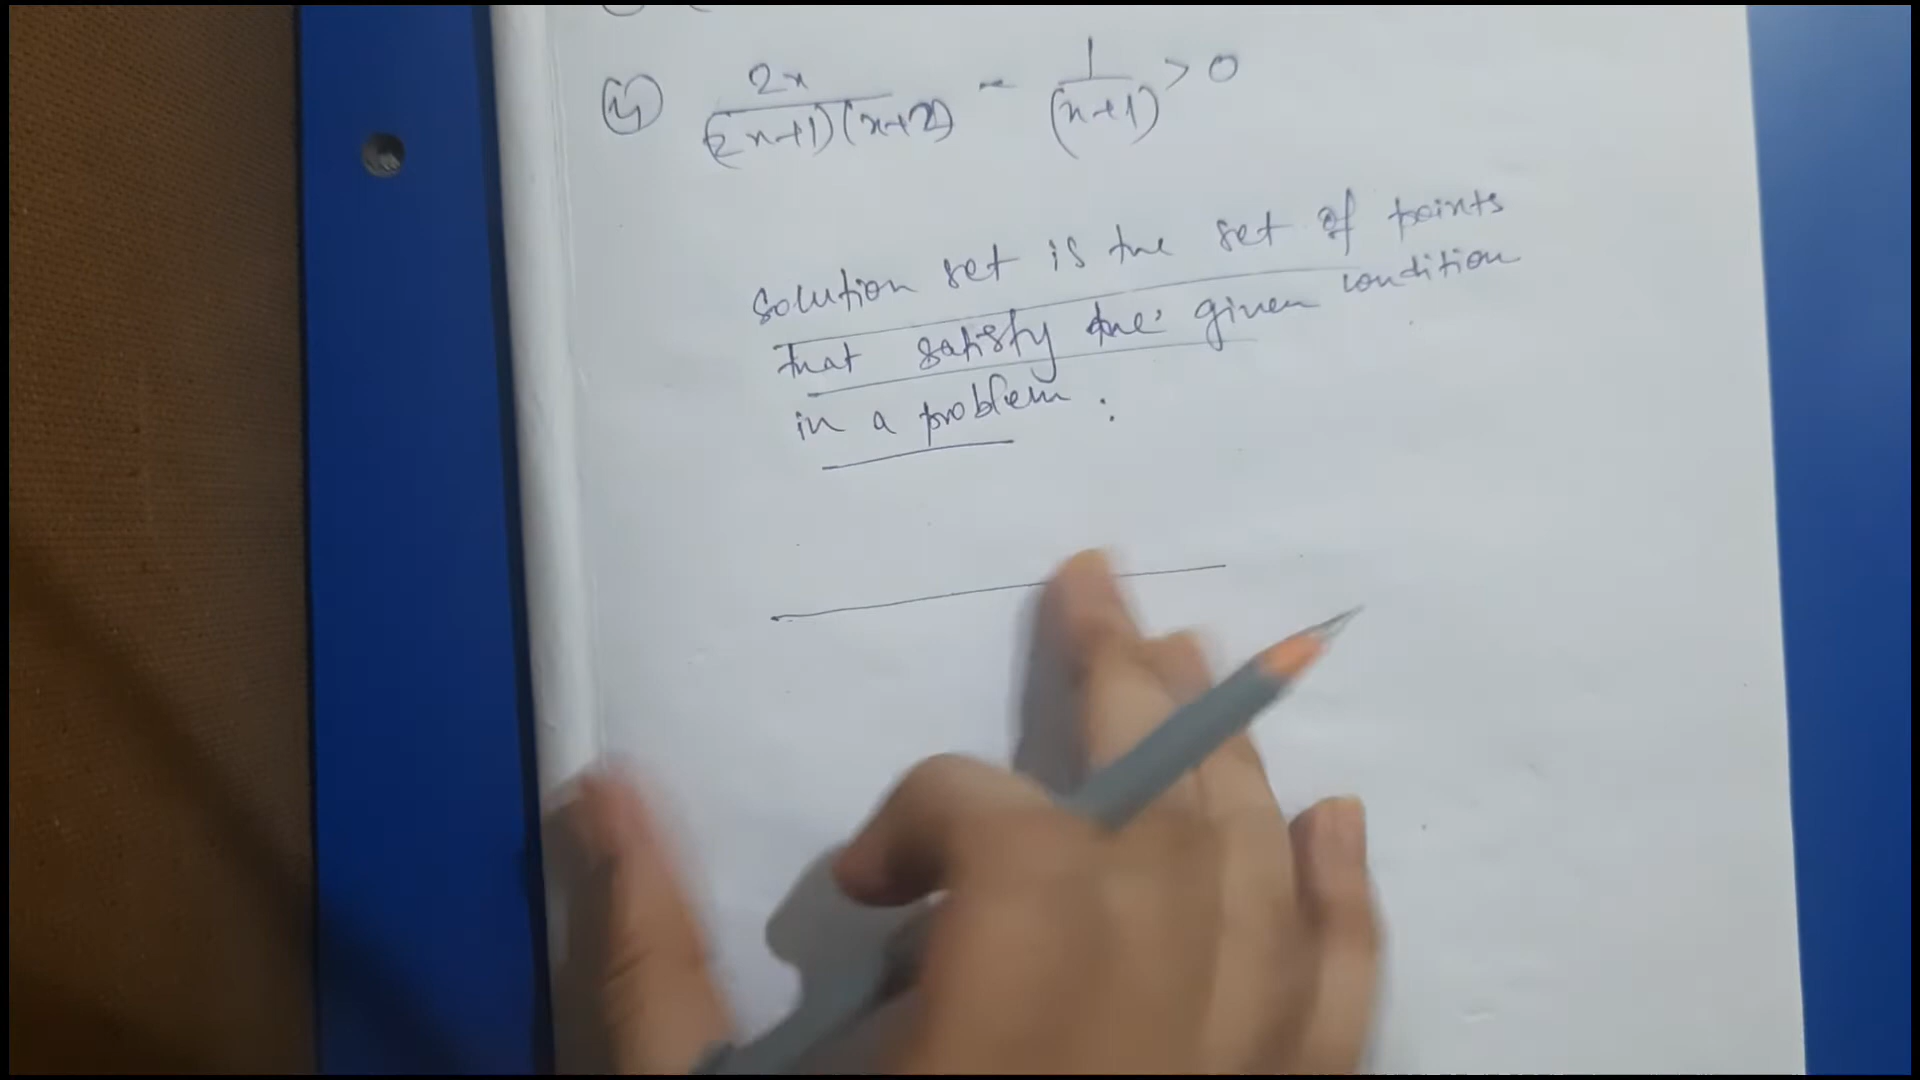 (4) 2x/(2x+1)(x+2) - 1/(x+1) > 0
Solution set is the set of points
that satisfy the given condition
in a problem.